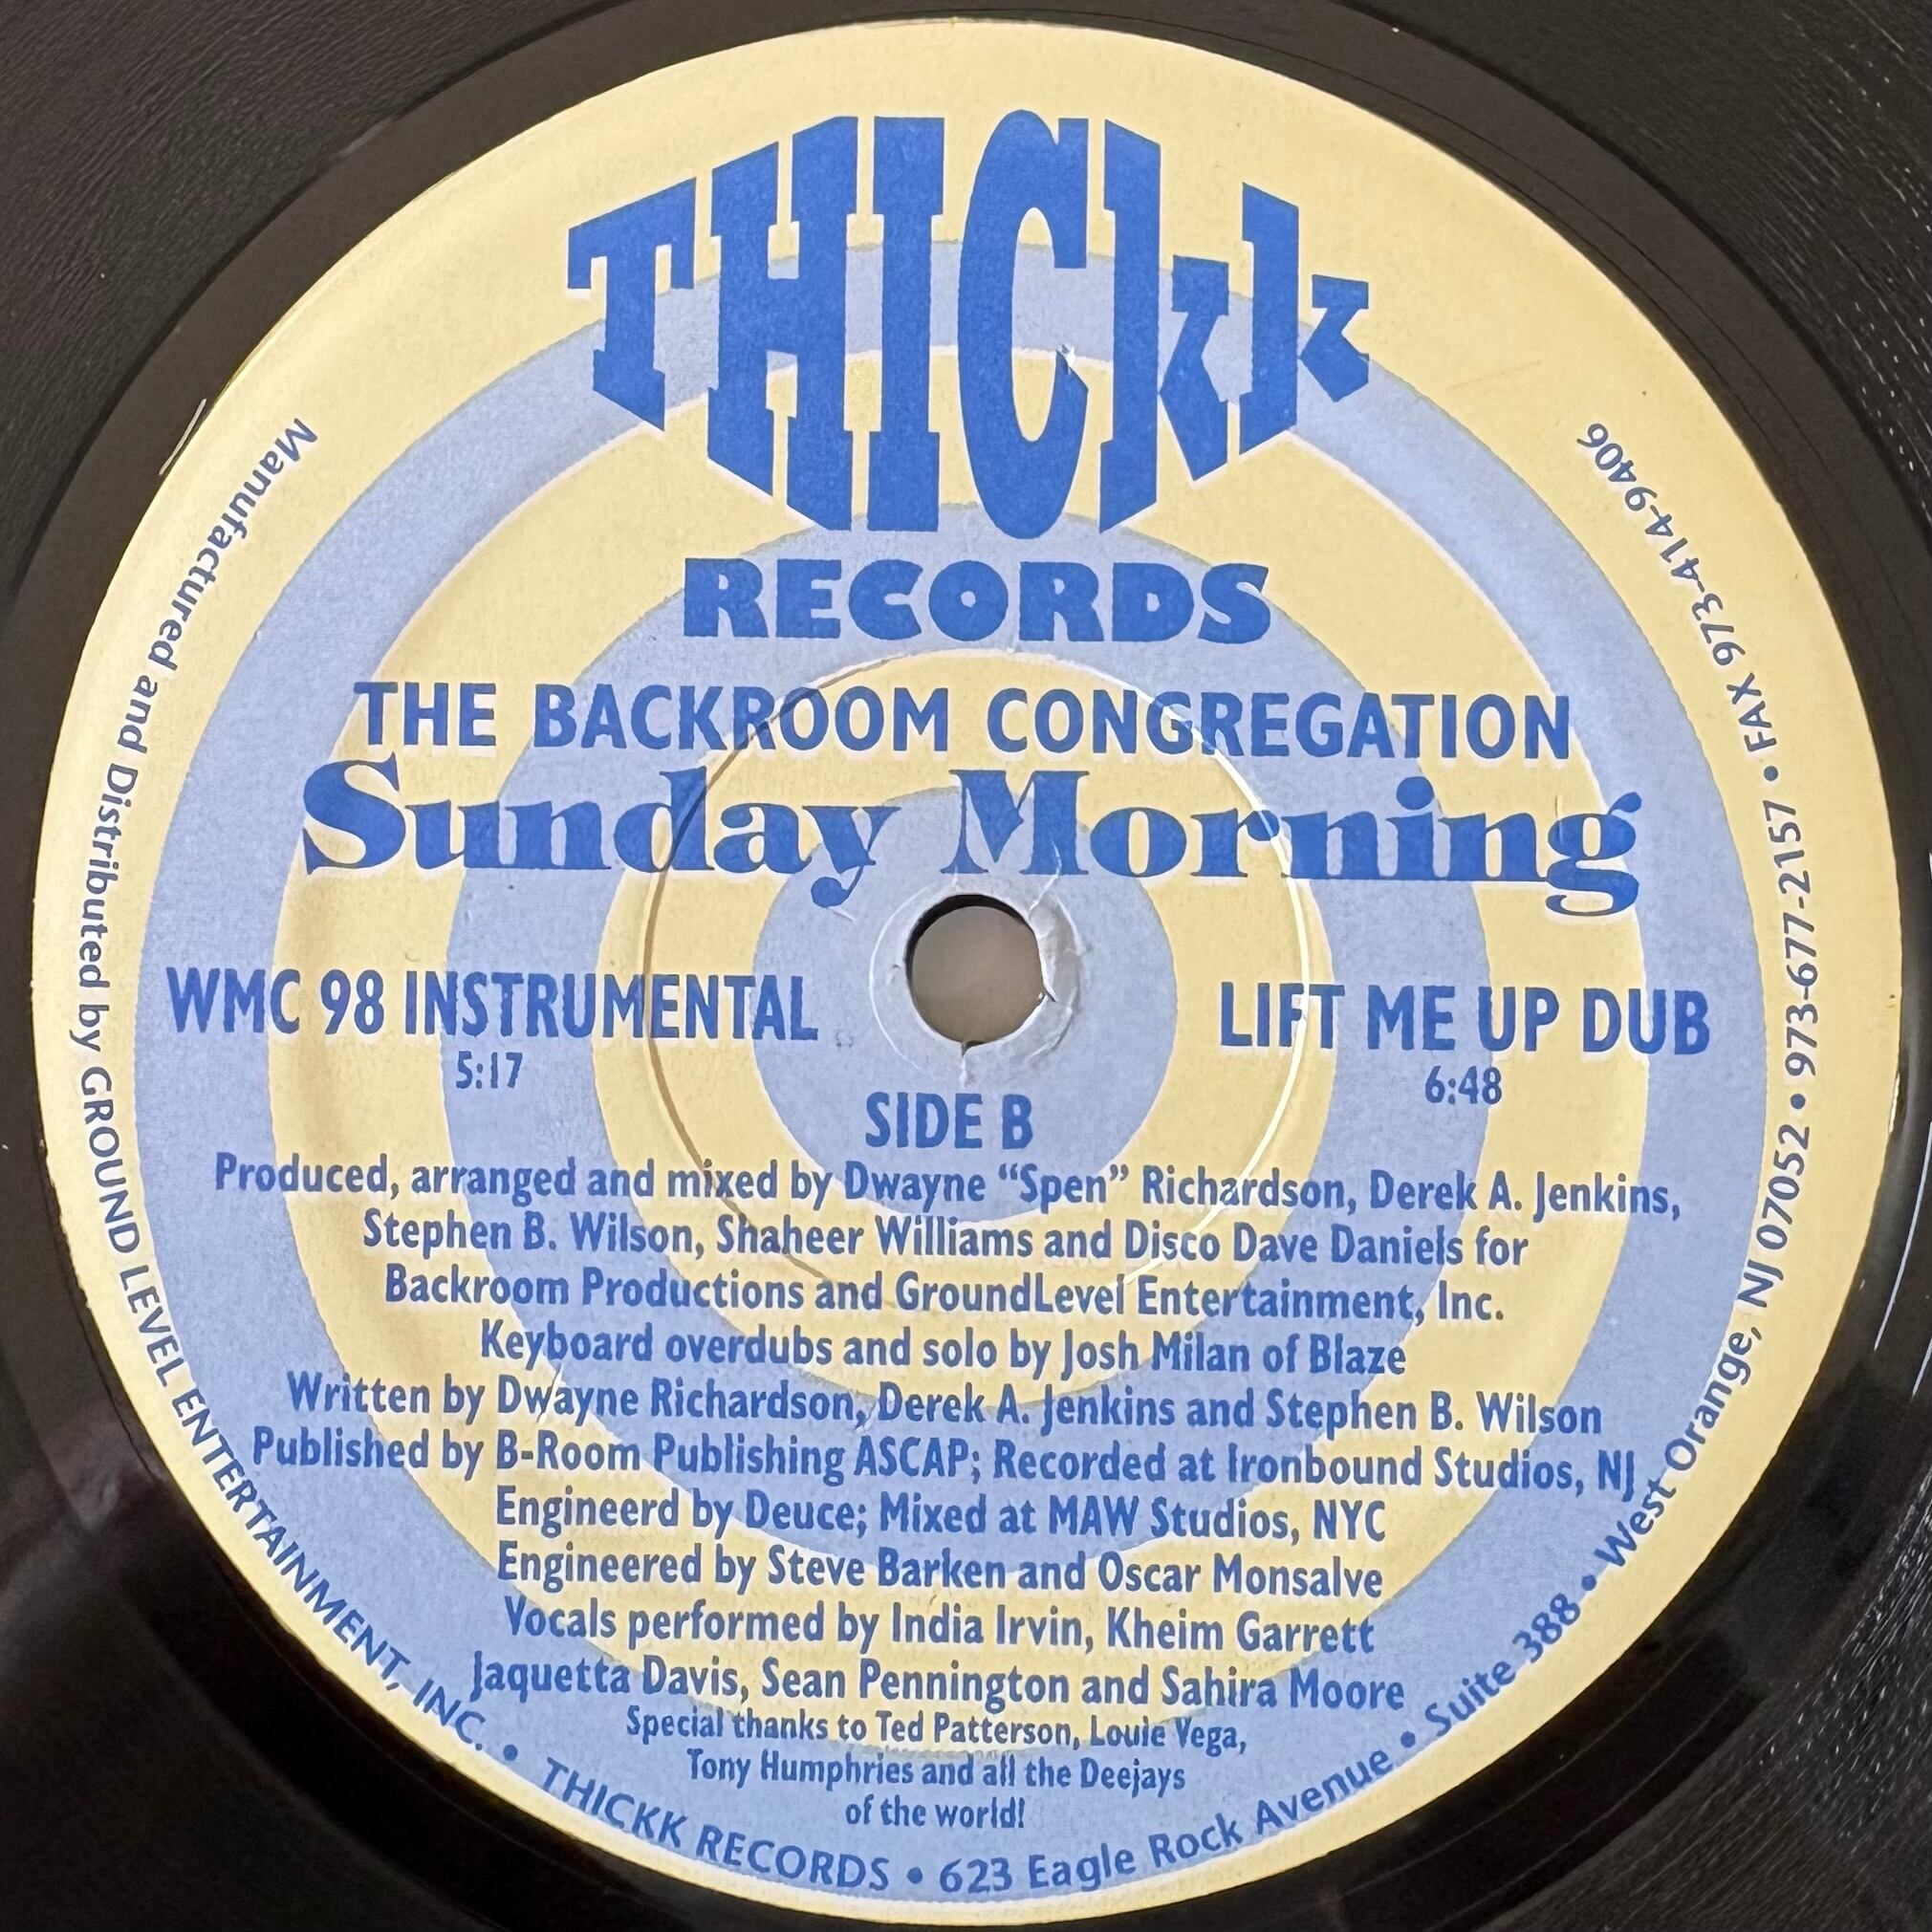 THICkk
RECORDS
THE BACKROOM CONGREGATION
Sunday Morning
WMC 98 INSTRUMENTAL
5:17
LIFT ME UP DUB
6:48
SIDE B
Produced, arranged and mixed by Dwayne “Spen” Richardson, Derek A. Jenkins,
Stephen B. Wilson, Shaheer Williams and Disco Dave Daniels for
Backroom Productions and GroundLevel Entertainment, Inc.
Keyboard overdubs and solo by Josh Milan of Blaze
Written by Dwayne Richardson, Derek A. Jenkins and Stephen B. Wilson
Published by B-Room Publishing ASCAP; Recorded at Ironbound Studios, NJ
Engineerd by Deuce; Mixed at MAW Studios, NYC
Engineered by Steve Barken and Oscar Monsalve
Vocals performed by India Irvin, Kheim Garrett
Jaquetta Davis, Sean Pennington and Sahira Moore
Special thanks to Ted Patterson, Louie Vega,
Tony Humphries and all the Deejays
of the world!
Manufactured and Distributed by GROUND LEVEL ENTERTAINMENT, INC. • THICKK RECORDS • 623 Eagle Rock Avenue • Suite 388 • West Orange, NJ 07052 • 973-677-2157 • FAX 973-414-9406